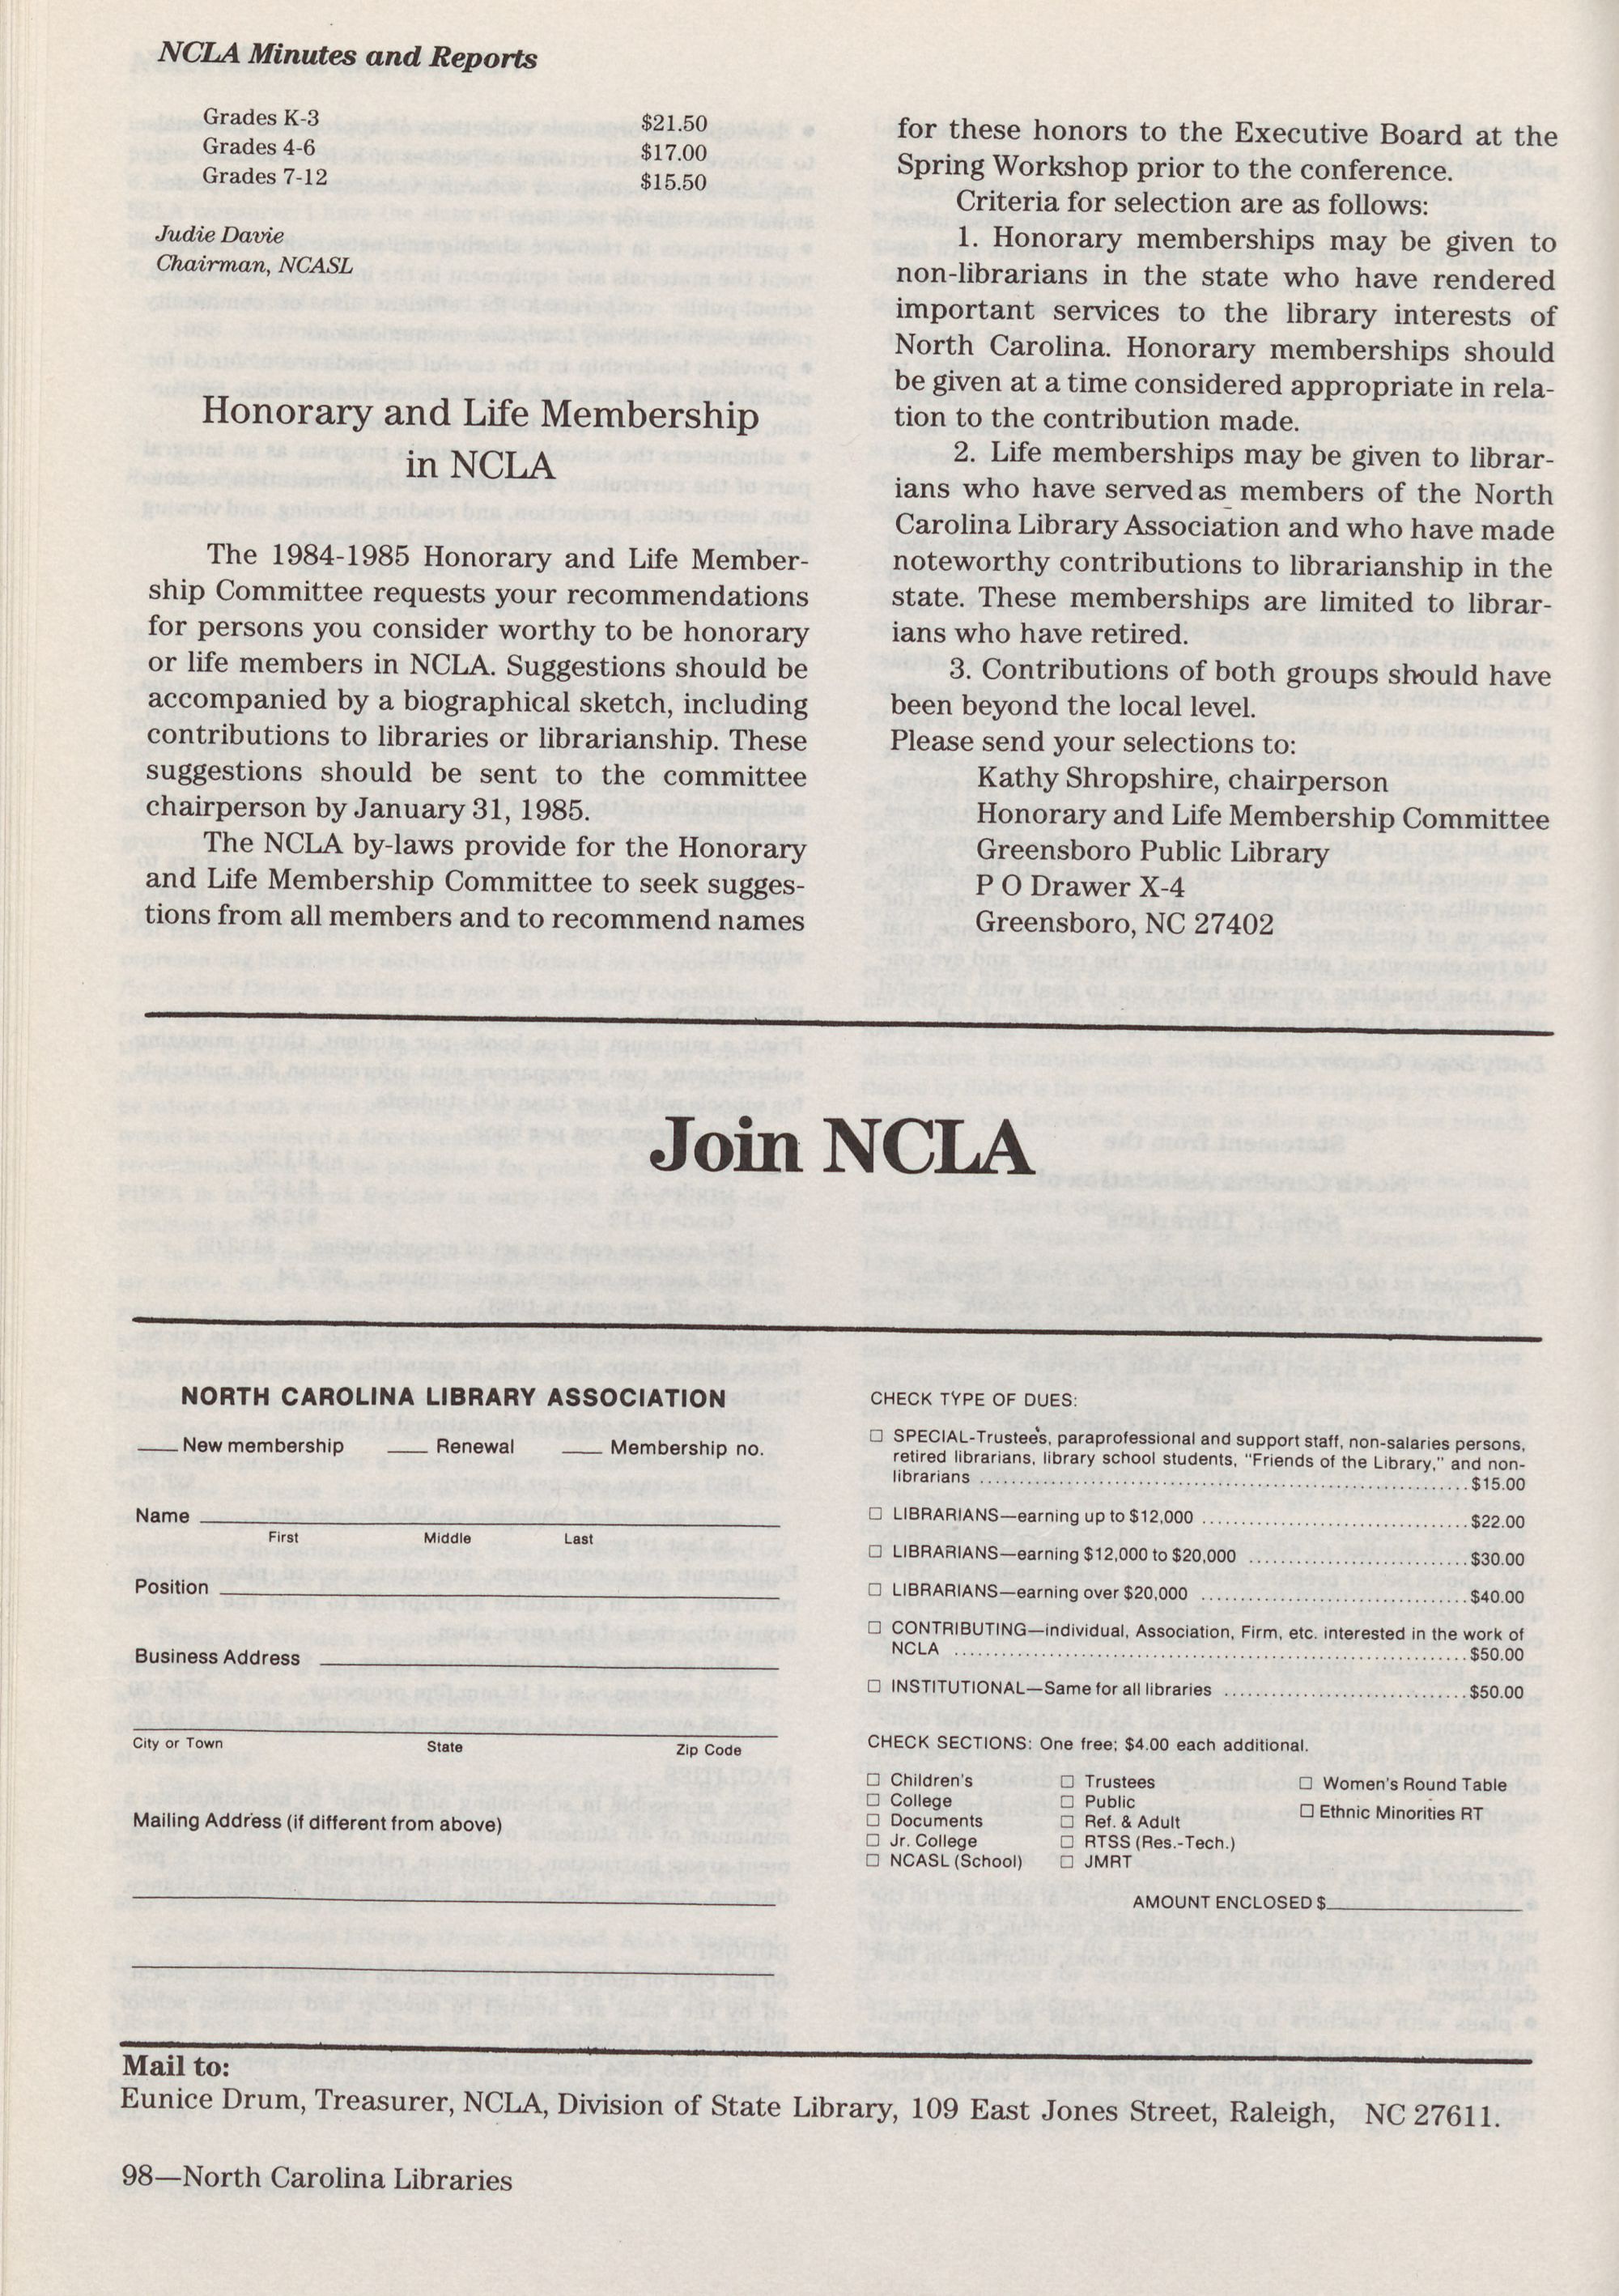 NCLA Minutes and Reports
Grades K-3 $21.50
Grades 4-6 $17.00
Grades 7-12 $15.50
Judie Davie
Chairman, NCASL
Honorary and Life Membership
in NCLA
The 1984-1985 Honorary and Life Member-
ship Committee requests your recommendations
for persons you consider worthy to be honorary
or life members in NCLA. Suggestions should be
accompanied by a biographical sketch, including
contributions to libraries or librarianship. These
suggestions should be sent to the committee
chairperson by January 31, 1985.
The NCLA by-laws provide for the Honorary
and Life Membership Committee to seek sugges-
tions from all members and to recommend names
for these honors to the Executive Board at the
Spring Workshop prior to the conference.
Criteria for selection are as follows:
1. Honorary memberships may be given to
non-librarians in the state who have rendered
important services to the library interests of
North Carolina. Honorary memberships should
be given at a time considered appropriate in rela-
tion to the contribution made.
2. Life memberships may be given to librar-
ians who have served as members of the North
Carolina Library Association and who have made
noteworthy contributions to librarianship in the
state. These memberships are limited to librar-
ians who have retired.
3. Contributions of both groups should have
been beyond the local level.
Please send your selections to:
Kathy Shropshire, chairperson
Honorary and Life Membership Committee
Greensboro Public Library
P O Drawer X-4
Greensboro, NC 27402
Join NCLA
NORTH CAROLINA LIBRARY ASSOCIATION
___ New membership ___ Renewal ___ Membership no.
Name
First Middle Last
Position
Business Address
City or Town State Zip Code
Mailing Address (if different from above)
CHECK TYPE OF DUES:
☐ SPECIAL-Trustees, paraprofessional and support staff, non-salaries persons,
retired librarians, library school students, "Friends of the Library," and non-
librarians ........ $15.00
☐ LIBRARIANS—earning up to $12,000 ........ $22.00
☐ LIBRARIANS—earning $12,000 to $20,000 ........ $30.00
☐ LIBRARIANS—earning over $20,000 ........ $40.00
☐ CONTRIBUTING—individual, Association, Firm, etc. interested in the work of
NCLA ........ $50.00
☐ INSTITUTIONAL—Same for all libraries ........ $50.00
CHECK SECTIONS: One free; $4.00 each additional.
☐ Children's ☐ Trustees ☐ Women's Round Table
☐ College ☐ Public ☐ Ethnic Minorities RT
☐ Documents ☐ Ref. & Adult
☐ Jr. College ☐ RTSS (Res.-Tech.)
☐ NCASL (School) ☐ JMRT
AMOUNT ENCLOSED $
Mail to:
Eunice Drum, Treasurer, NCLA, Division of State Library, 109 East Jones Street, Raleigh, NC 27611.
98—North Carolina Libraries